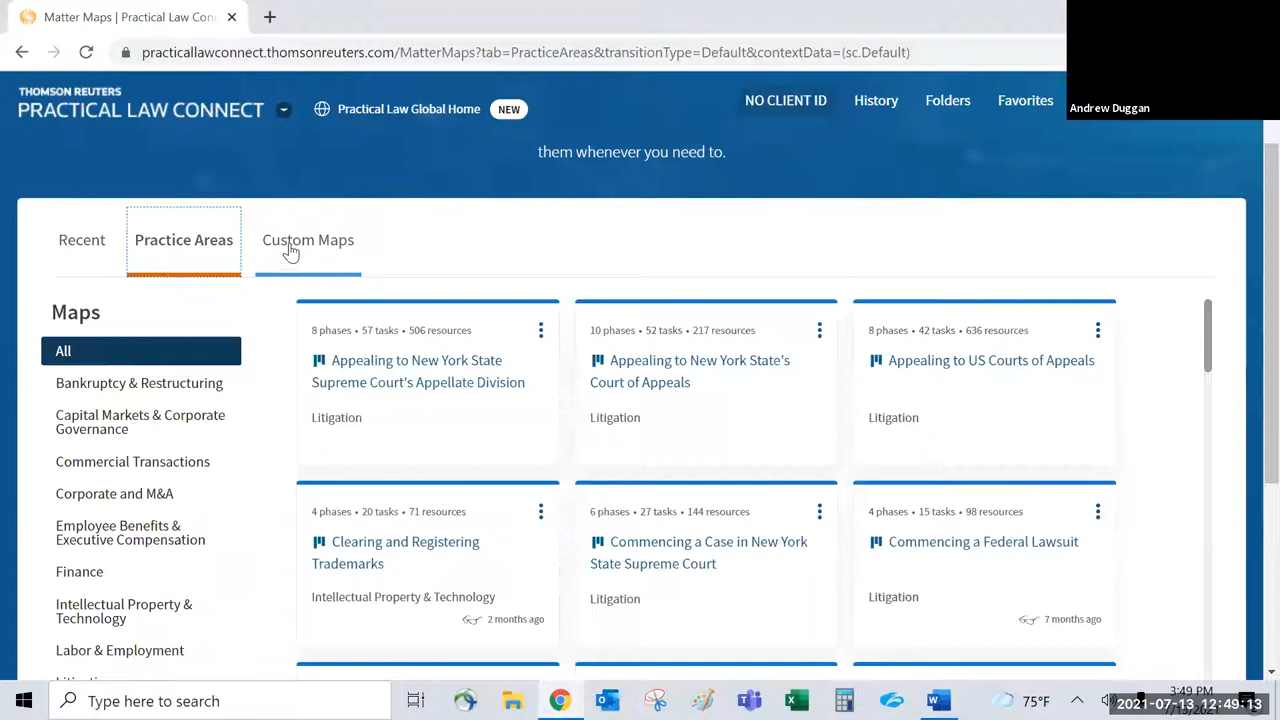 Matter Maps | Practical Law Con
practicallawconnect.thomsonreuters.com/MatterMaps?tab=PracticeAreas&transitionType=Default&contextData=(sc.Default)
THOMSON REUTERS
PRACTICAL LAW CONNECT
Practical Law Global Home NEW
NO CLIENT ID
History
Folders
Favorites
Andrew Duggan
them whenever you need to.
Recent
Practice Areas
Custom Maps
Maps
All
Bankruptcy & Restructuring
Capital Markets & Corporate
Governance
Commercial Transactions
Corporate and M&A
Employee Benefits &
Executive Compensation
Finance
Intellectual Property &
Technology
Labor & Employment
8 phases • 57 tasks • 506 resources
Appealing to New York State
Supreme Court's Appellate Division
Litigation
10 phases • 52 tasks • 217 resources
Appealing to New York State's
Court of Appeals
Litigation
8 phases • 42 tasks • 636 resources
Appealing to US Courts of Appeals
Litigation
4 phases • 20 tasks • 71 resources
Clearing and Registering
Trademarks
Intellectual Property & Technology
2 months ago
6 phases • 27 tasks • 144 resources
Commencing a Case in New York
State Supreme Court
Litigation
4 phases • 15 tasks • 98 resources
Commencing a Federal Lawsuit
Litigation
7 months ago
Type here to search
75°F
3:49 PM
2021-07-13 12:49:13